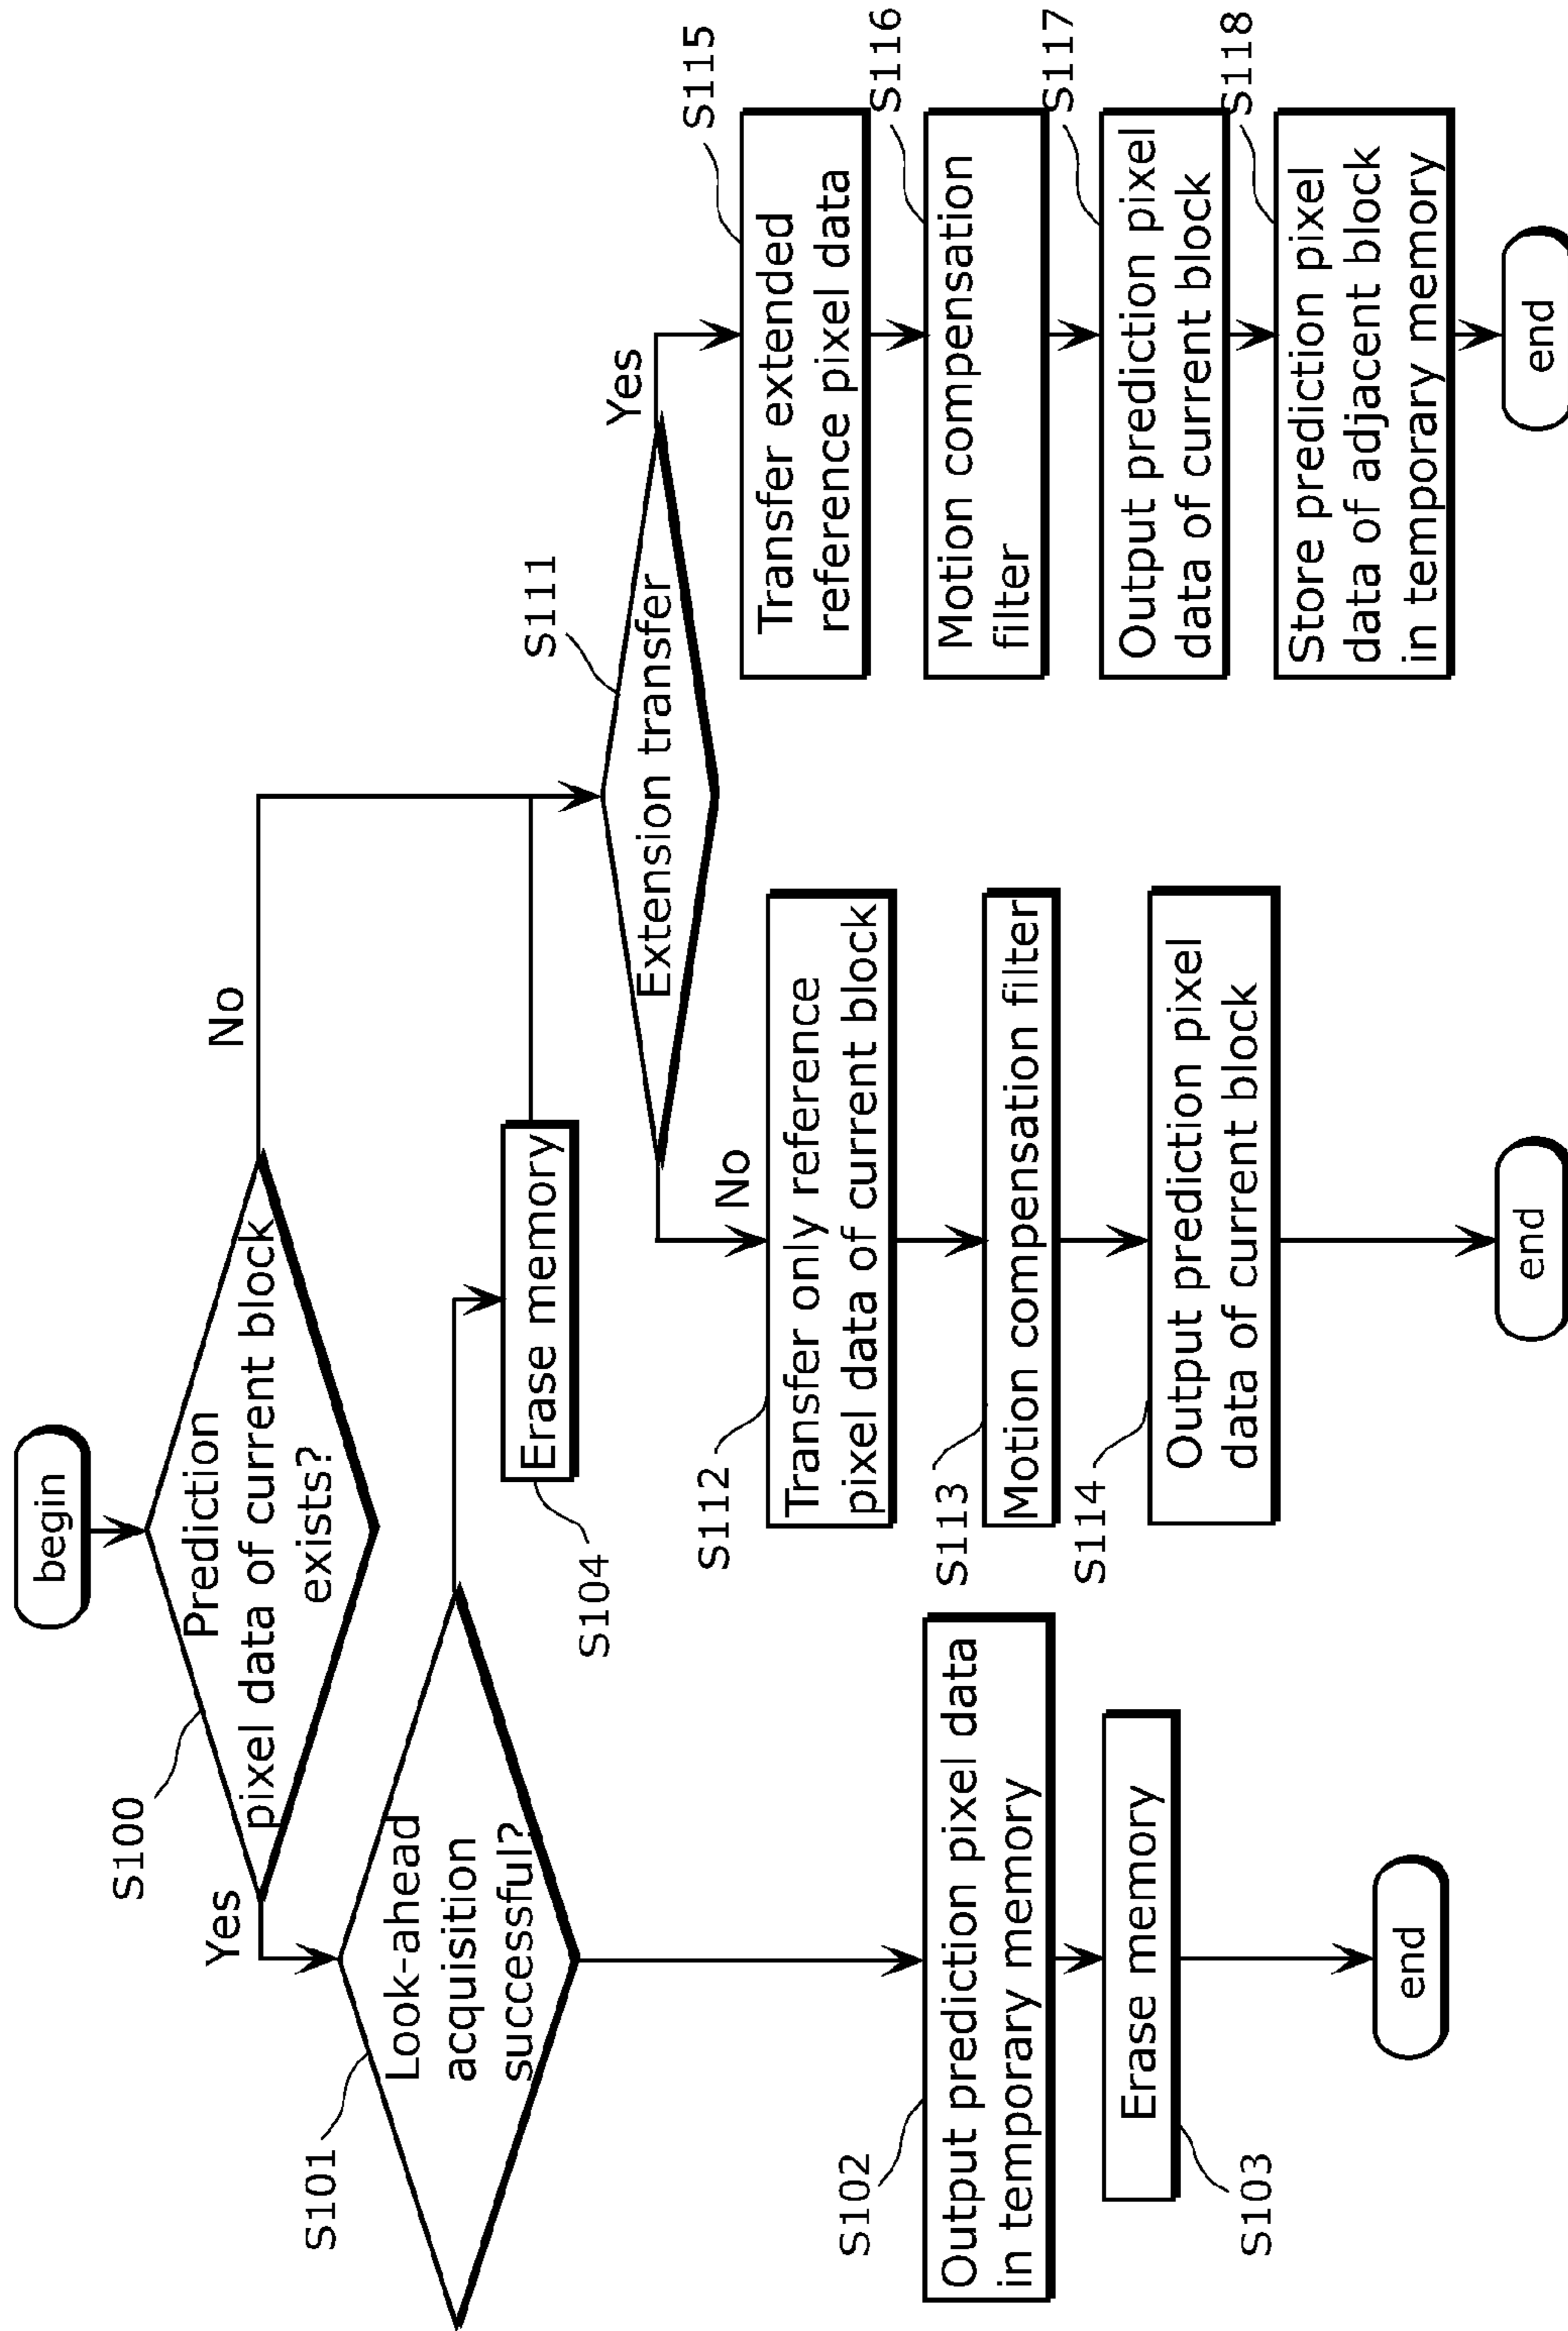 begin
S100
Prediction
pixel data of current block
exists?
Yes
No
S101
Look-ahead
acquisition
successful?
Erase memory
S104
S111
Extension transfer
No
Yes
S102
Output prediction pixel data
in temporary memory
Erase memory
S103
end
S112
Transfer only reference
pixel data of current block
S113
Motion compensation filter
S114
Output prediction pixel
data of current block
end
S115
Transfer extended
reference pixel data
S116
Motion compensation
filter
S117
Output prediction pixel
data of current block
S118
Store prediction pixel
data of adjacent block
in temporary memory
end